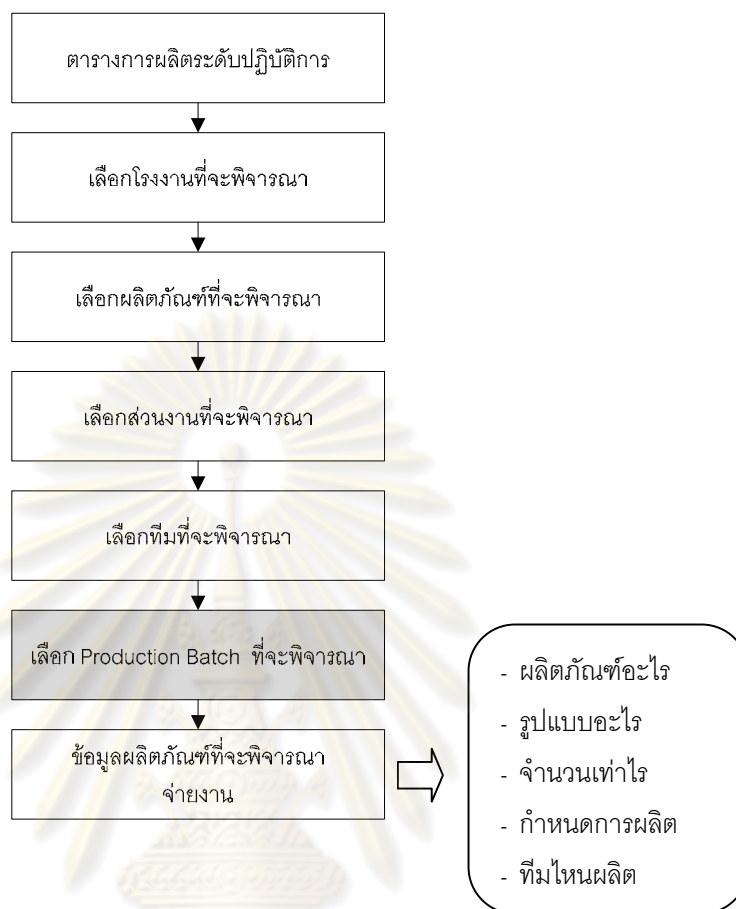 ตารางการผลิตระดับปฏิบัติการ
เลือกโรงงานที่จะพิจารณา
เลือกผลิตภัณฑ์ที่จะพิจารณา
เลือกส่วนงานที่จะพิจารณา
เลือกทีมที่จะพิจารณา
เลือก Production Batch ที่จะพิจารณา
ข้อมูลผลิตภัณฑ์ที่จะพิจารณา
จ่ายงาน
- ผลิตภัณฑ์อะไร
- รูปแบบอะไร
- จำนวนเท่าไร
- กำหนดการผลิต
- ทีมไหนผลิต